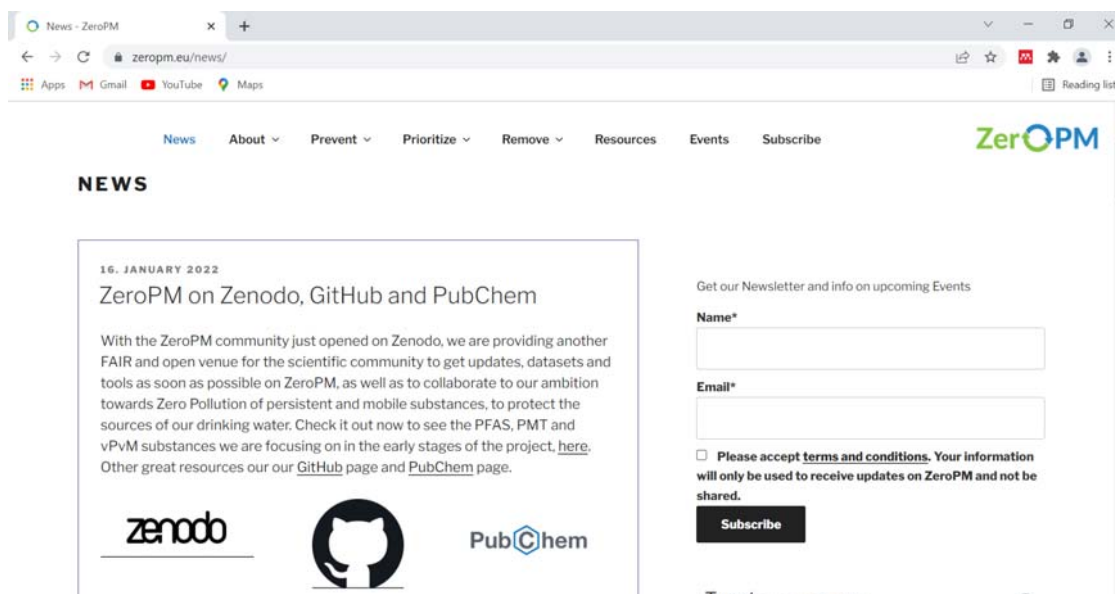 News - ZeroPM
zeropm.eu/news/
Apps Gmail YouTube Maps Reading list
News About Prevent Prioritize Remove Resources Events Subscribe ZeroPM
NEWS
16. JANUARY 2022
ZeroPM on Zenodo, GitHub and PubChem
With the ZeroPM community just opened on Zenodo, we are providing another
FAIR and open venue for the scientific community to get updates, datasets and
tools as soon as possible on ZeroPM, as well as to collaborate to our ambition
towards Zero Pollution of persistent and mobile substances, to protect the
sources of our drinking water. Check it out now to see the PFAS, PMT and
vPvM substances we are focusing on in the early stages of the project, here.
Other great resources our our GitHub page and PubChem page.
zenodo
PubChem
Get our Newsletter and info on upcoming Events
Name*
Email*
Please accept terms and conditions. Your information
will only be used to receive updates on ZeroPM and not be
shared.
Subscribe